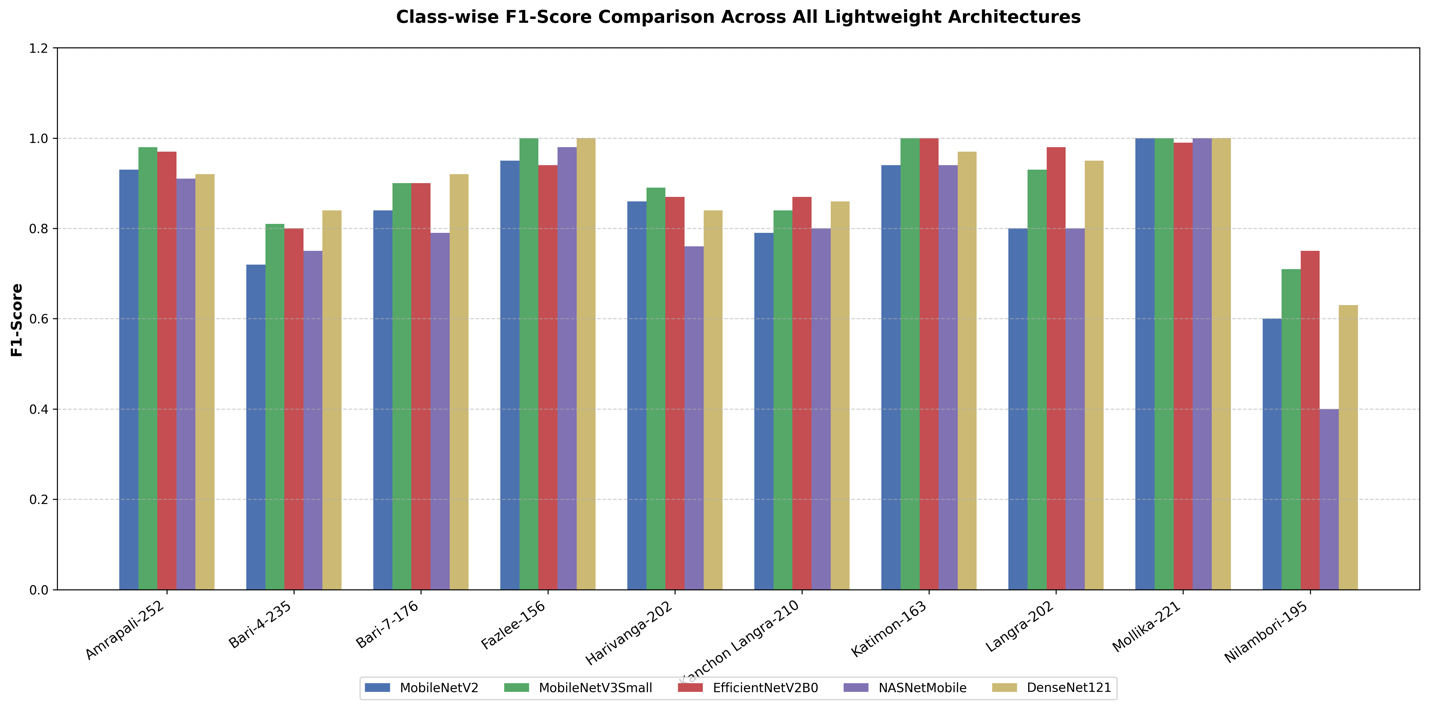 Class-wise F1-Score Comparison Across All Lightweight Architectures
F1-Score
1.2
1.0
0.8
0.6
0.4
0.2
0.0
Amrapali-252
Bari-4-235
Bari-7-176
Fazlee-156
Harivanga-202
anchon Langra-210
Katimon-163
Langra-202
Mollika-221
Nilambori-195
MobileNetV2
MobileNetV3Small
EfficientNetV2B0
NASNetMobile
DenseNet121